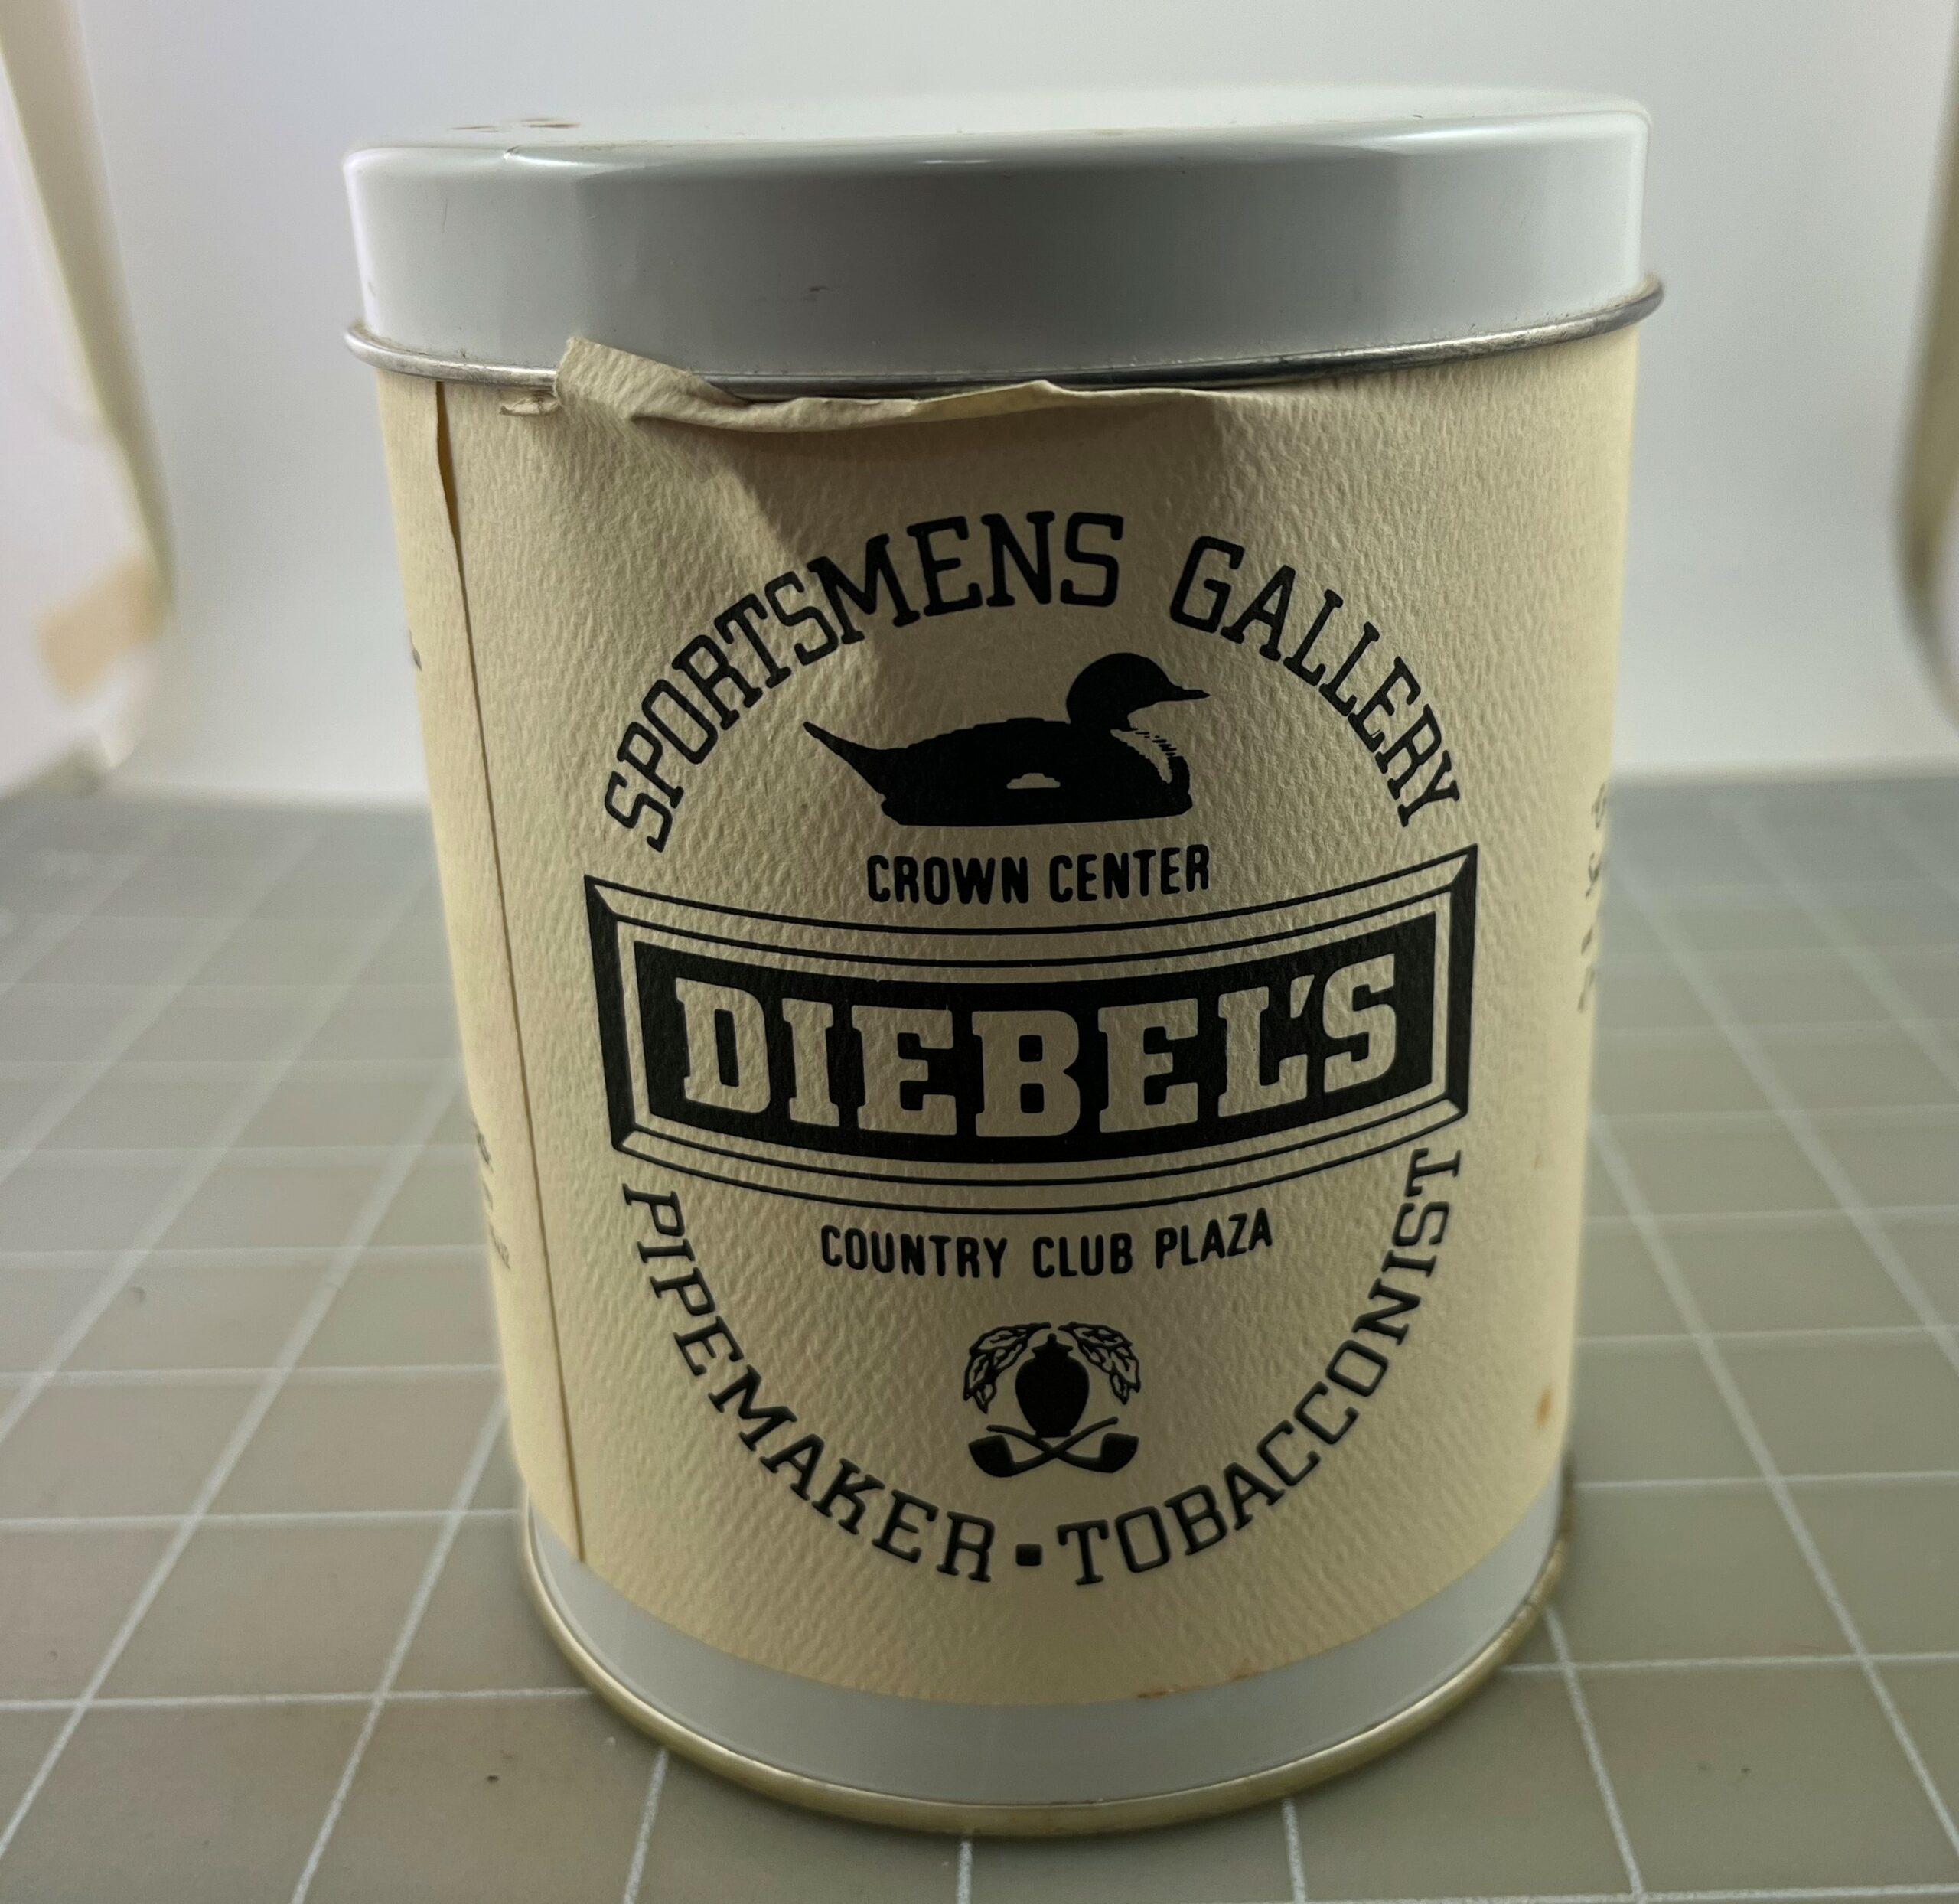 SPORTSMENS GALLERY
CROWN CENTER
DIEBEL'S
COUNTRY CLUB PLAZA
PIPEMAKER · TOBACCONIST